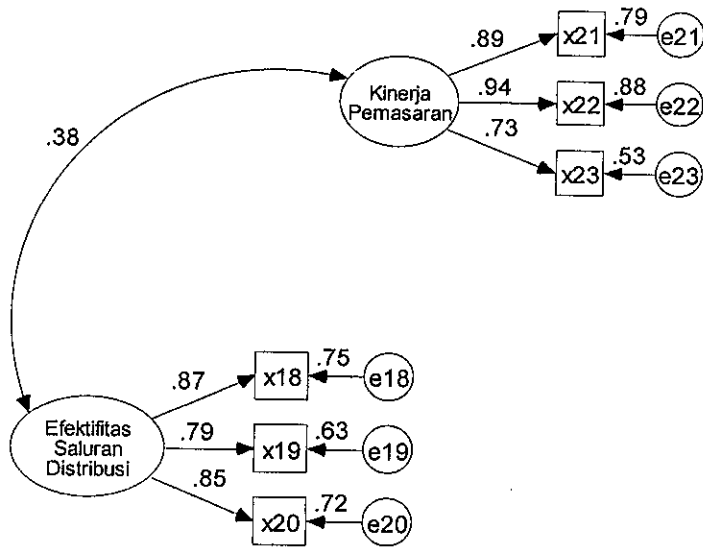 .89
x21
.79
e21
Kinerja
Pemasaran
.94
x22
.88
e22
.38
.73
x23
.53
e23
.87
x18
.75
e18
Efektifitas
Saluran
Distribusi
.79
x19
.63
e19
.85
x20
.72
e20